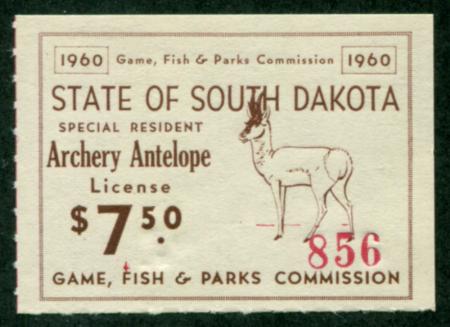 1960 Game, Fish & Parks Commission 1960
STATE OF SOUTH DAKOTA
SPECIAL RESIDENT
Archery Antelope
License
$7.50
856
GAME, FISH & PARKS COMMISSION